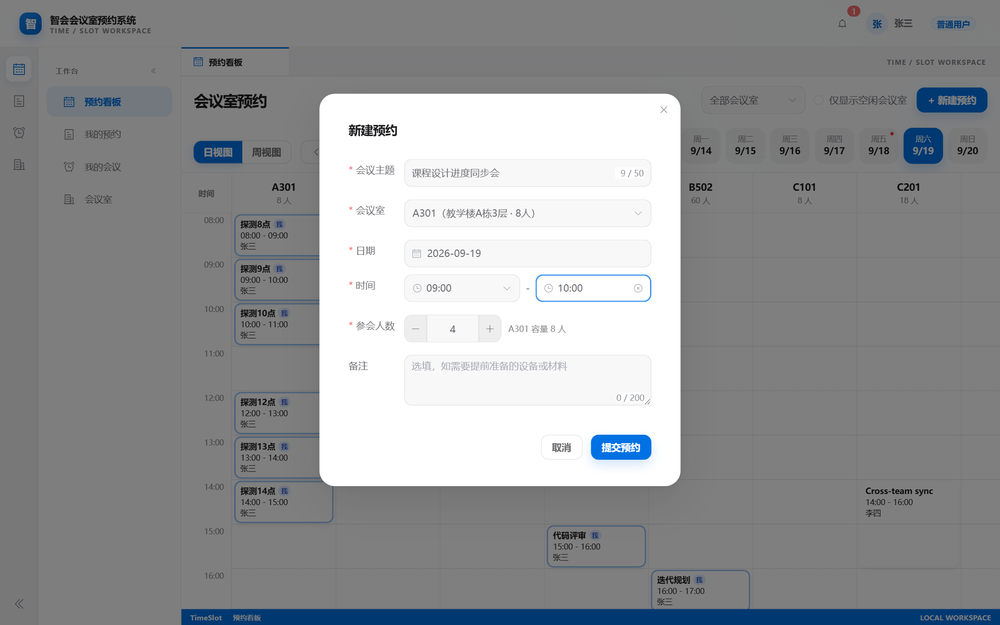 智
智会会议室预约系统
TIME / SLOT WORKSPACE
1
张
张三
普通用户
工作台
预约看板
我的预约
我的会议
会议室
预约看板
TIME / SLOT WORKSPACE
会议室预约
全部会议室
仅显示空闲会议室
+ 新建预约
日视图
周视图
周一
9/14
周二
9/15
周三
9/16
周四
9/17
周五
9/18
周六
9/19
周日
9/20
时间
A301
8 人
B502
60 人
C101
8 人
C201
18 人
08:00
探测8点 我
08:00 - 09:00
张三
09:00
探测9点 我
09:00 - 10:00
张三
10:00
探测10点 我
10:00 - 11:00
张三
11:00
12:00
探测12点 我
12:00 - 13:00
张三
13:00
探测13点 我
13:00 - 14:00
张三
14:00
探测14点 我
14:00 - 15:00
张三
Cross-team sync
14:00 - 16:00
李四
15:00
代码评审 我
15:00 - 16:00
张三
16:00
迭代规划 我
16:00 - 17:00
张三
新建预约
* 会议主题
课程设计进度同步会
9 / 50
* 会议室
A301（教学楼A栋3层 · 8人）
* 日期
2026-09-19
* 时间
09:00 - 10:00
* 参会人数
4
A301 容量 8 人
备注
选填，如需要提前准备的设备或材料
0 / 200
取消
提交预约
TimeSlot
预约看板
LOCAL WORKSPACE